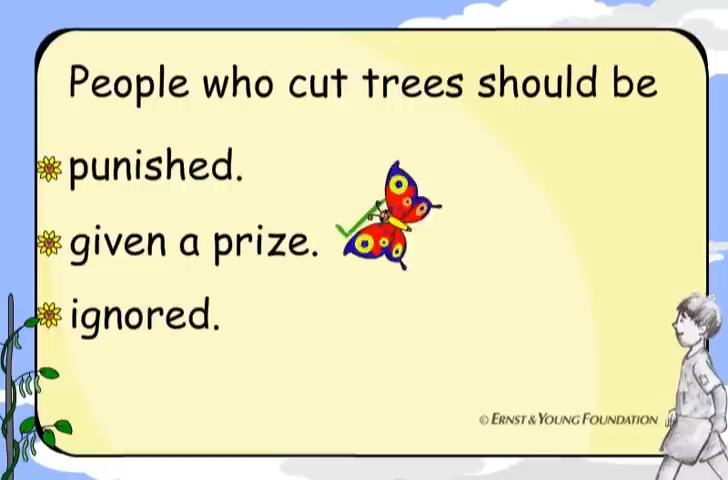 People who cut trees should be
punished.
given a prize.
ignored.
© ERNST & YOUNG FOUNDATION